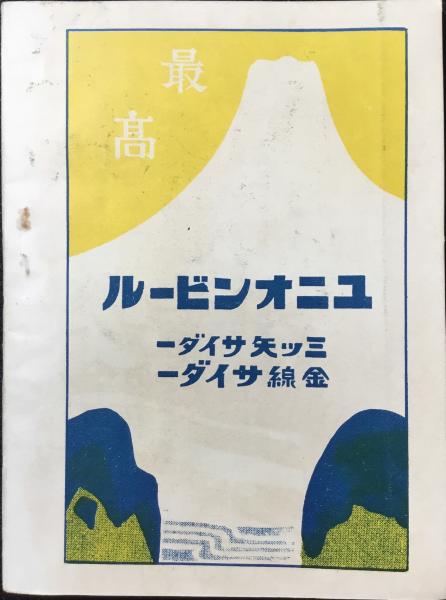 最高
ユニオンビール
三ッ矢サイダー
金線サイダー